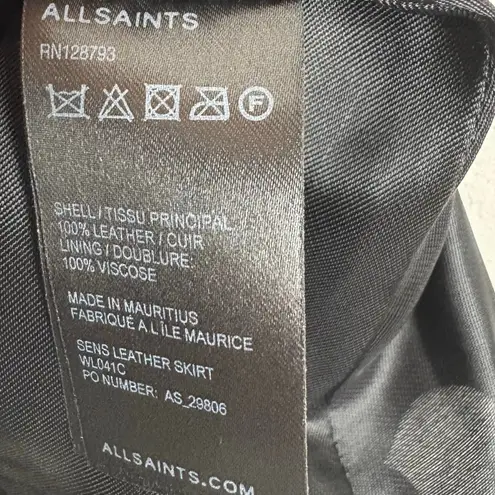 ALLSAINTS
RN128793
F
SHELL / TISSU PRINCIPAL
100% LEATHER / CUIR
LINING / DOUBLURE:
100% VISCOSE
MADE IN MAURITIUS
FABRIQUÉ A L'ÎLE MAURICE
SENS LEATHER SKIRT
WL041C
PO NUMBER: AS_29806
ALLSAINTS.COM